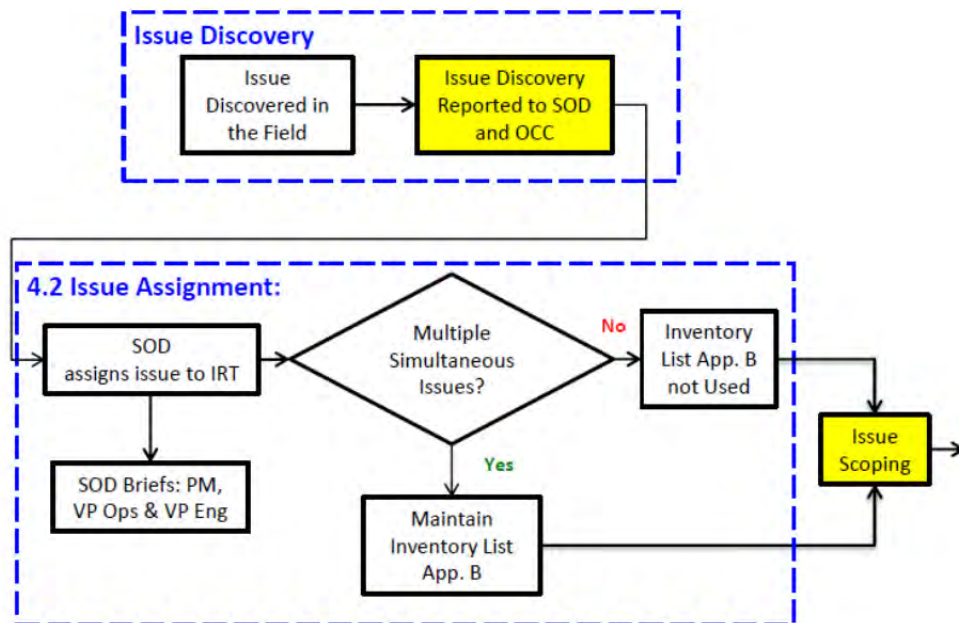 Issue Discovery
Issue
Discovered in
the Field
Issue Discovery
Reported to SOD
and OCC
4.2 Issue Assignment:
SOD
assigns issue to IRT
Multiple
Simultaneous
Issues?
No
Inventory
List App. B
not Used
Issue
Scoping
Yes
SOD Briefs: PM,
VP Ops & VP Eng
Maintain
Inventory List
App. B